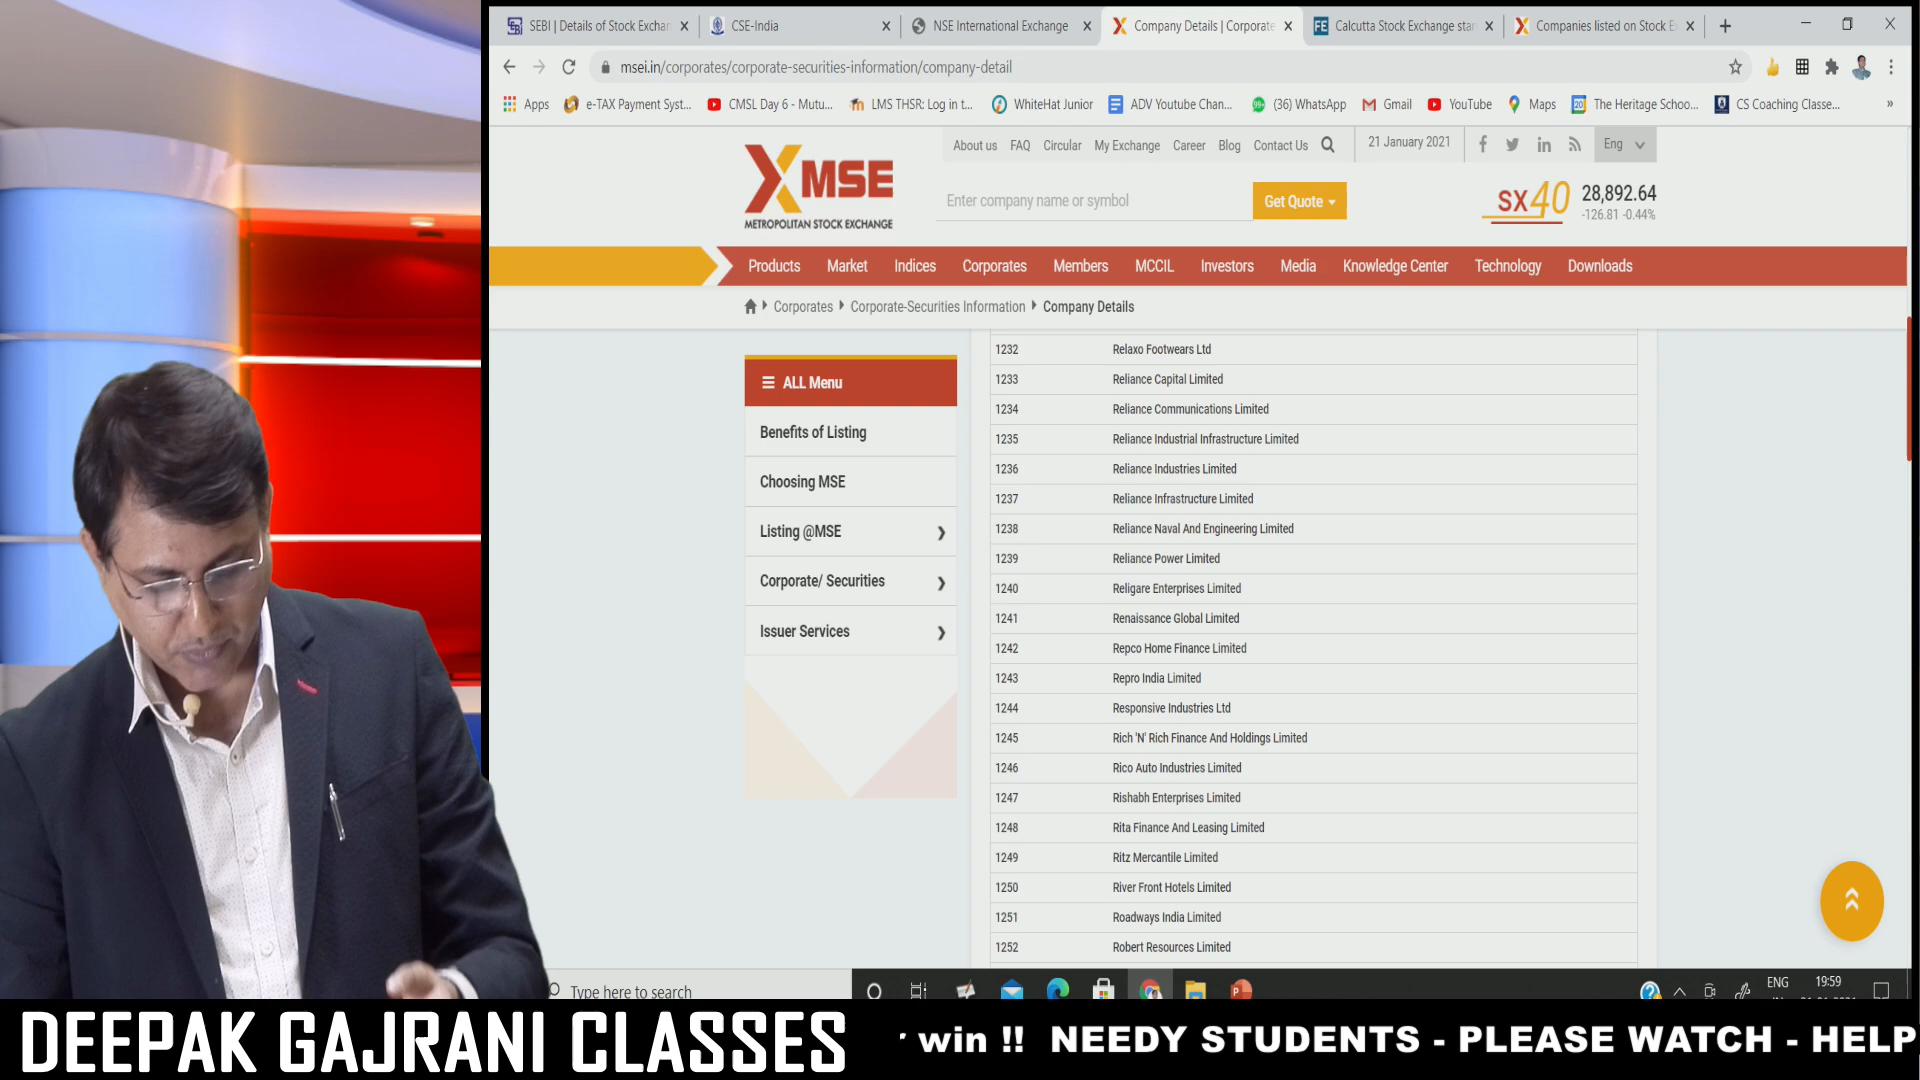 SEBI | Details of Stock Exchan
CSE-India
NSE International Exchange
Company Details | Corporate
Calcutta Stock Exchange star
Companies listed on Stock E
msei.in/corporates/corporate-securities-information/company-detail
Apps
e-TAX Payment Syst...
CMSL Day 6 - Mutu...
LMS THSR: Log in t...
WhiteHat Junior
ADV Youtube Chan...
(36) WhatsApp
Gmail
YouTube
Maps
The Heritage Schoo...
CS Coaching Classe...
About us FAQ Circular My Exchange Career Blog Contact Us
21 January 2021
Eng
MSE
METROPOLITAN STOCK EXCHANGE
Enter company name or symbol
Get Quote
SX40
28,892.64
-126.81 -0.44%
Products Market Indices Corporates Members MCCIL Investors Media Knowledge Center Technology Downloads
Corporates Corporate-Securities Information Company Details
ALL Menu
Benefits of Listing
Choosing MSE
Listing @MSE
Corporate/ Securities
Issuer Services
1232 Relaxo Footwears Ltd
1233 Reliance Capital Limited
1234 Reliance Communications Limited
1235 Reliance Industrial Infrastructure Limited
1236 Reliance Industries Limited
1237 Reliance Infrastructure Limited
1238 Reliance Naval And Engineering Limited
1239 Reliance Power Limited
1240 Religare Enterprises Limited
1241 Renaissance Global Limited
1242 Repco Home Finance Limited
1243 Repro India Limited
1244 Responsive Industries Ltd
1245 Rich 'N' Rich Finance And Holdings Limited
1246 Rico Auto Industries Limited
1247 Rishabh Enterprises Limited
1248 Rita Finance And Leasing Limited
1249 Ritz Mercantile Limited
1250 River Front Hotels Limited
1251 Roadways India Limited
1252 Robert Resources Limited
Type here to search
ENG
19:59
DEEPAK GAJRANI CLASSES
win !! NEEDY STUDENTS - PLEASE WATCH - HELP